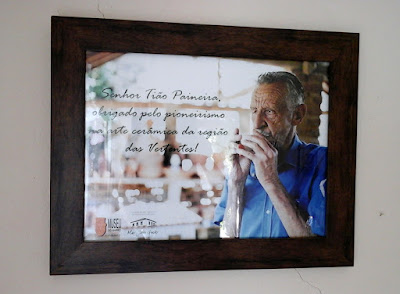 Senhor Tião Paineira,
obrigado pelo pioneirismo
na arte cerâmica da região
das Vertentes!